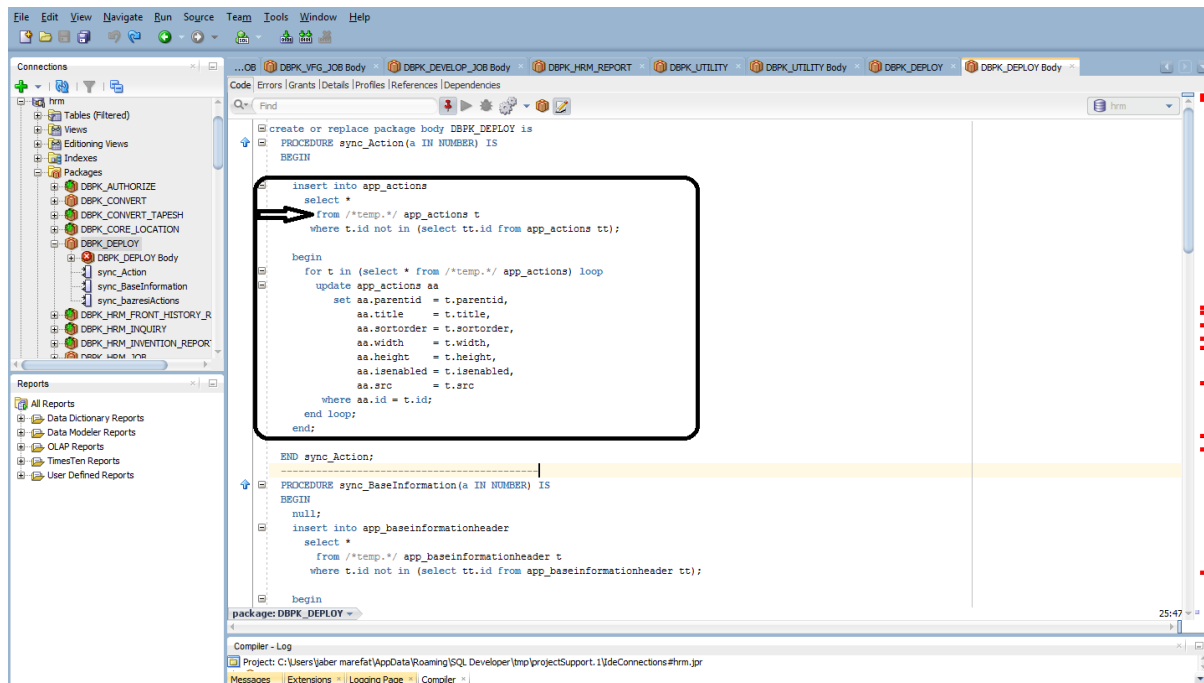 File Edit View Navigate Run Source Team Tools Window Help
Connections
...OB DBPK_VFG_JOB Body DBPK_DEVELOP_JOB Body DBPK_HRM_REPORT DBPK_UTILITY DBPK_UTILITY Body DBPK_DEPLOY DBPK_DEPLOY Body
Code Errors Grants Details Profiles References Dependencies
Find
hrm
hrm
Tables (Filtered)
Views
Editioning Views
Indexes
Packages
DBPK_AUTHORIZE
DBPK_CONVERT
DBPK_CONVERT_TAPESH
DBPK_CORE_LOCATION
DBPK_DEPLOY
DBPK_DEPLOY Body
sync_Action
sync_BaseInformation
sync_bazresiActions
DBPK_HRM_FRONT_HISTORY_R
DBPK_HRM_INQUIRY
DBPK_HRM_INVENTION_REPOR
DBPK_HRM_JOB
Reports
All Reports
Data Dictionary Reports
Data Modeler Reports
OLAP Reports
TimesTen Reports
User Defined Reports
create or replace package body DBPK_DEPLOY is
PROCEDURE sync_Action(a IN NUMBER) IS
BEGIN
insert into app_actions
select *
from /*temp.*/ app_actions t
where t.id not in (select tt.id from app_actions tt);
begin
for t in (select * from /*temp.*/ app_actions) loop
update app_actions aa
set aa.parentid = t.parentid,
aa.title = t.title,
aa.sortorder = t.sortorder,
aa.width = t.width,
aa.height = t.height,
aa.isenabled = t.isenabled,
aa.src = t.src
where aa.id = t.id;
end loop;
end;
END sync_Action;
--------------------------------------------
PROCEDURE sync_BaseInformation(a IN NUMBER) IS
BEGIN
null;
insert into app_baseinformationheader
select *
from /*temp.*/ app_baseinformationheader t
where t.id not in (select tt.id from app_baseinformationheader tt);
begin
package: DBPK_DEPLOY
25:47
Compiler - Log
Project: C:\Users\jaber marefat\AppData\Roaming\SQL Developer\tmp\projectSupport.1\IdeConnections#hrm.jpr
Messages Extensions Logging Page Compiler